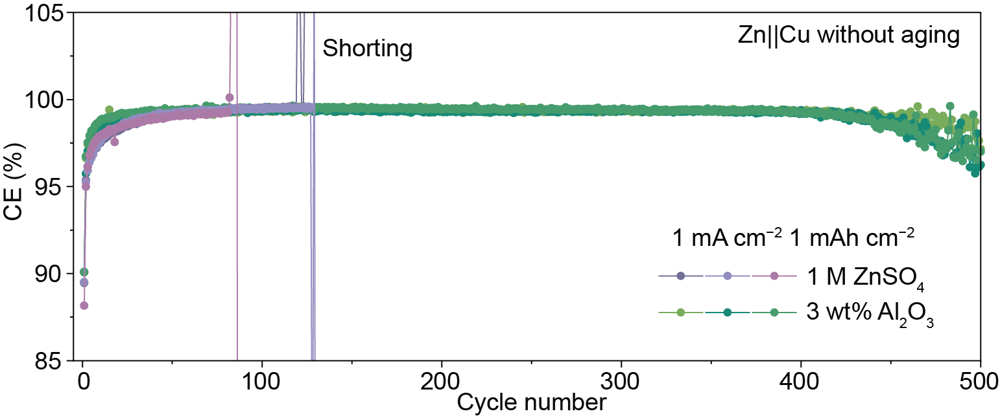 105
100
95
90
85
CE (%)
Shorting
Zn||Cu without aging
1 mA cm⁻² 1 mAh cm⁻²
1 M ZnSO₄
3 wt% Al₂O₃
0 100 200 300 400 500
Cycle number